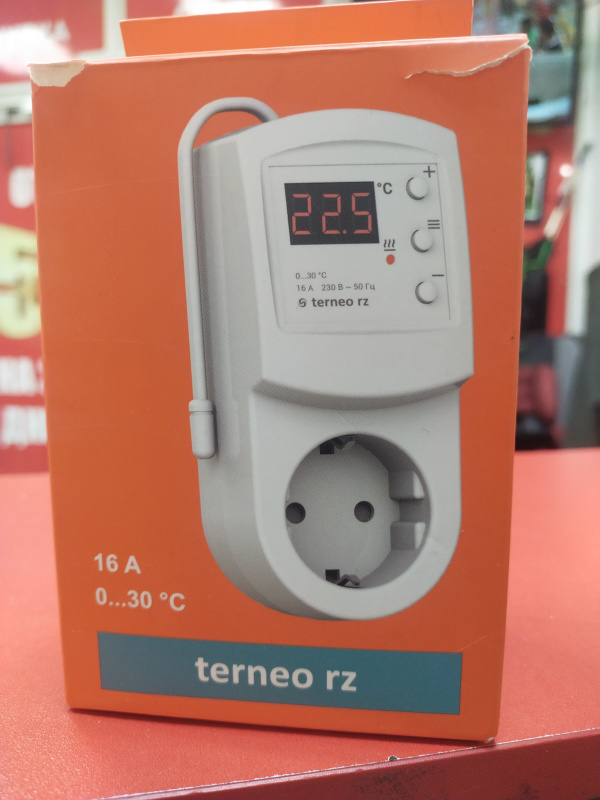 22.5 °C
+
−
0...30 °C
16 А 230 В ~ 50 Гц
terneo rz
16 A
0...30 °C
terneo rz